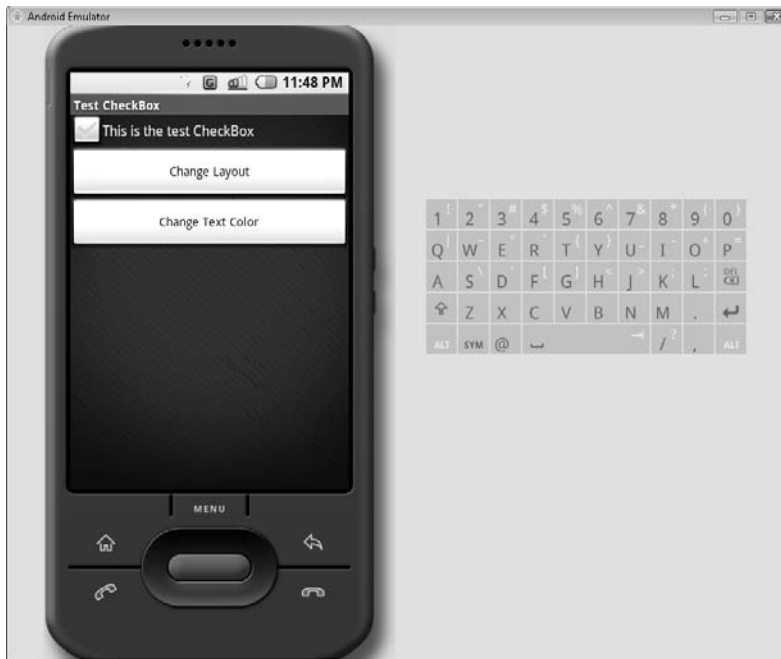 Android Emulator
G 11:48 PM
Test CheckBox
This is the test CheckBox
Change Layout
Change Text Color
MENU
1 ! 2 3 # 4 $ 5 % 6 ^ 7 & 8 * 9 ( 0 )
Q | W ~ E " R T { Y } U - I O + P =
A S \ D ' F [ G ] H < J > K ; L : DEL
Z X C V B N M .
ALT SYM @ / ? , ALT